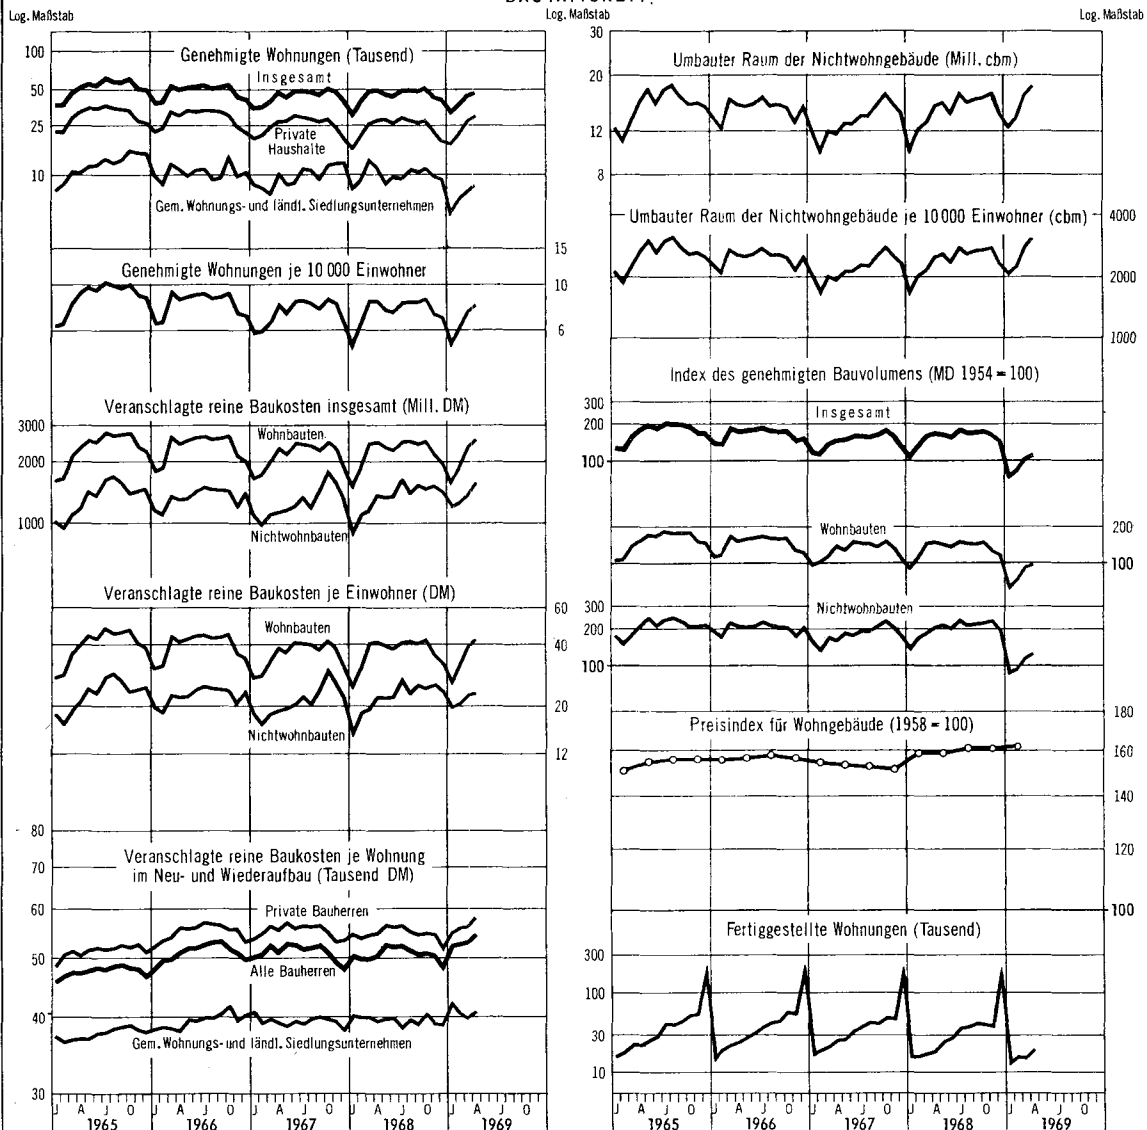 Log. Maßstab
Log. Maßstab
Log. Maßstab
Genehmigte Wohnungen (Tausend)
Insgesamt
Private
Haushalte
Gem. Wohnungs- und ländl. Siedlungsunternehmen
100
50
25
10
15
Genehmigte Wohnungen je 10 000 Einwohner
10
6
Veranschlagte reine Baukosten insgesamt (Mill. DM)
Wohnbauten
Nichtwohnbauten
3000
2000
1000
Veranschlagte reine Baukosten je Einwohner (DM)
Wohnbauten
Nichtwohnbauten
60
40
20
12
Veranschlagte reine Baukosten je Wohnung
im Neu- und Wiederaufbau (Tausend DM)
Private Bauherren
Alle Bauherren
Gem. Wohnungs- und ländl. Siedlungsunternehmen
80
70
60
50
40
30
J A J O J A J O J A J O J A J O J A
1965 1966 1967 1968 1969
Umbauter Raum der Nichtwohngebäude (Mill. cbm)
30
20
12
8
Umbauter Raum der Nichtwohngebäude je 10 000 Einwohner (cbm)
4000
2000
1000
Index des genehmigten Bauvolumens (MD 1954 = 100)
Insgesamt
300
200
100
Wohnbauten
200
100
Nichtwohnbauten
300
200
100
Preisindex für Wohngebäude (1958 = 100)
180
160
140
120
100
Fertiggestellte Wohnungen (Tausend)
300
100
30
10
J A J O J A J O J A J O J A J O J A
1965 1966 1967 1968 1969